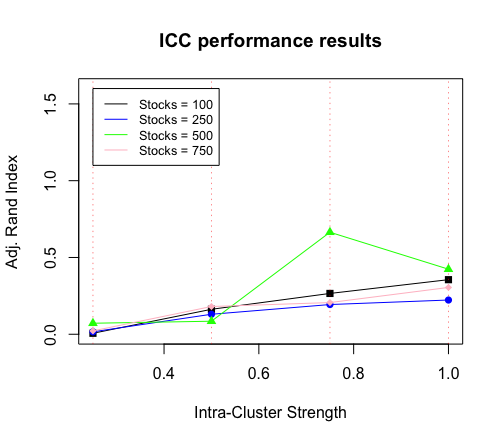 ICC performance results
Stocks = 100
Stocks = 250
Stocks = 500
Stocks = 750
Adj. Rand Index
0.0
0.5
1.0
1.5
0.4 0.6 0.8 1.0
Intra-Cluster Strength